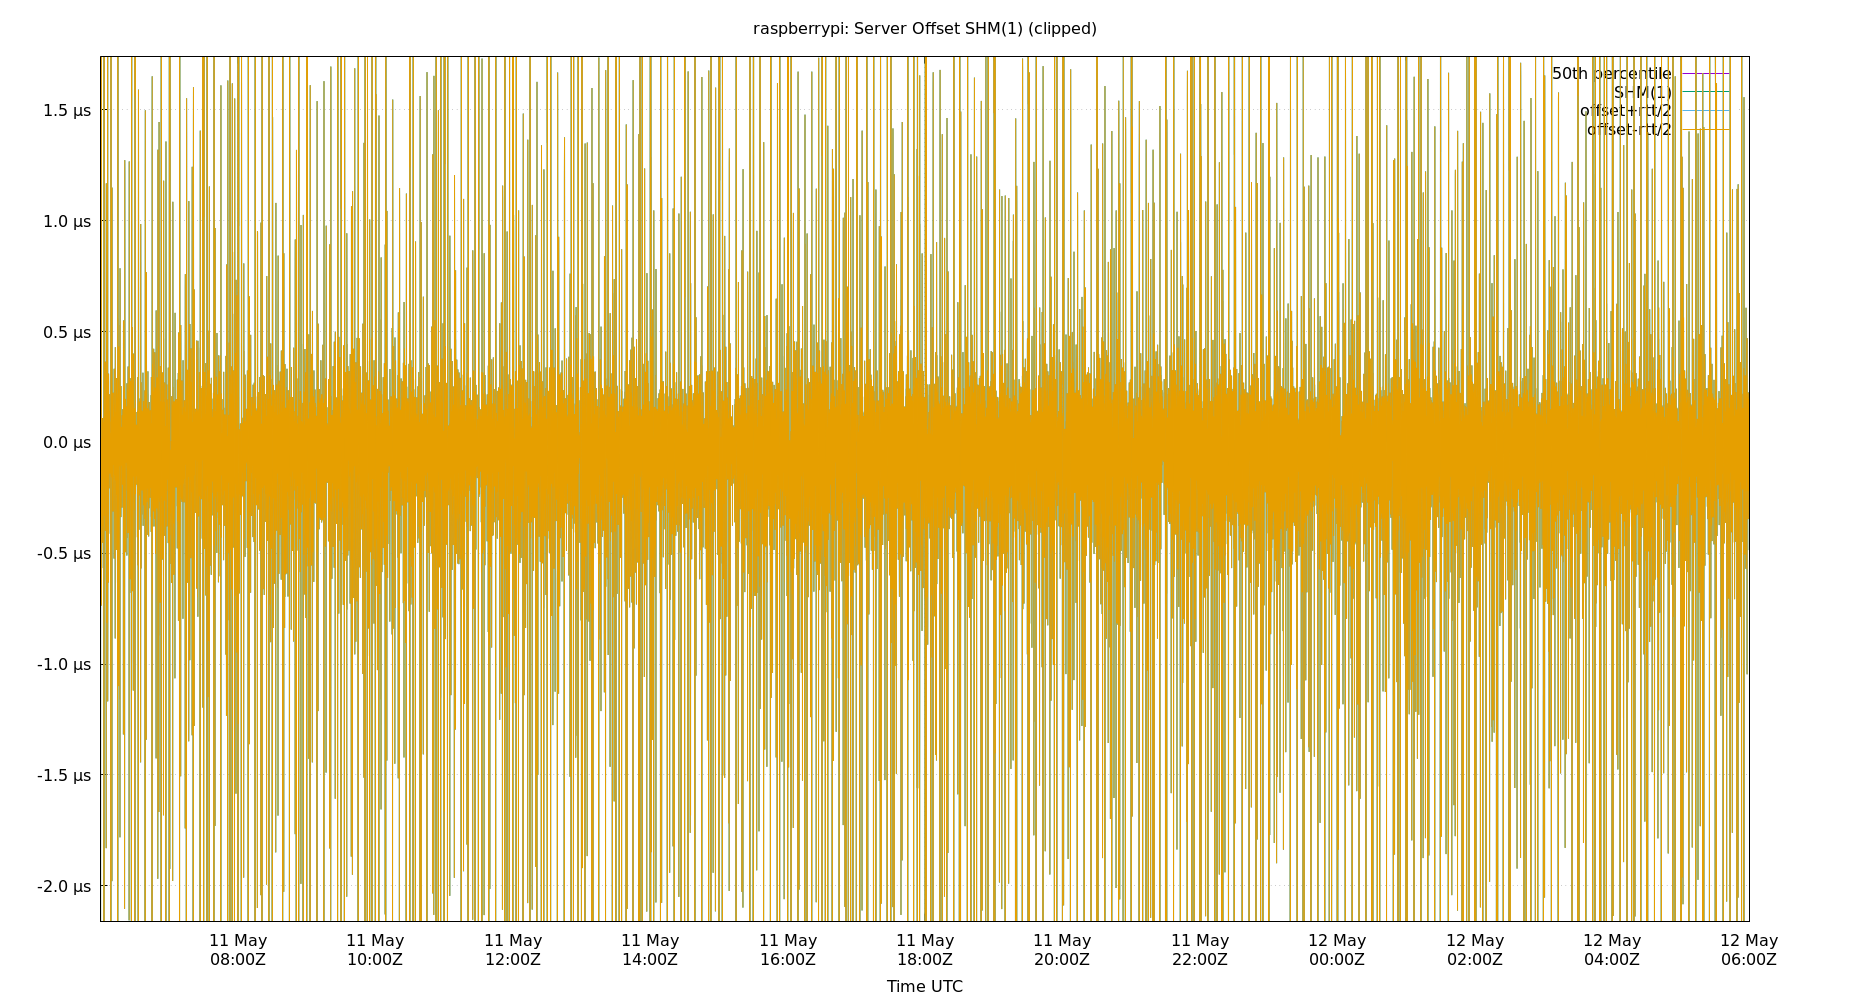 raspberrypi: Server Offset SHM(1) (clipped)
50th percentile
SHM(1)
offset+rtt/2
offset-rtt/2
1.5 µs
1.0 µs
0.5 µs
0.0 µs
-0.5 µs
-1.0 µs
-1.5 µs
-2.0 µs
11 May 11 May 11 May 11 May 11 May 11 May 11 May 11 May 12 May 12 May 12 May 12 May
08:00Z 10:00Z 12:00Z 14:00Z 16:00Z 18:00Z 20:00Z 22:00Z 00:00Z 02:00Z 04:00Z 06:00Z
Time UTC